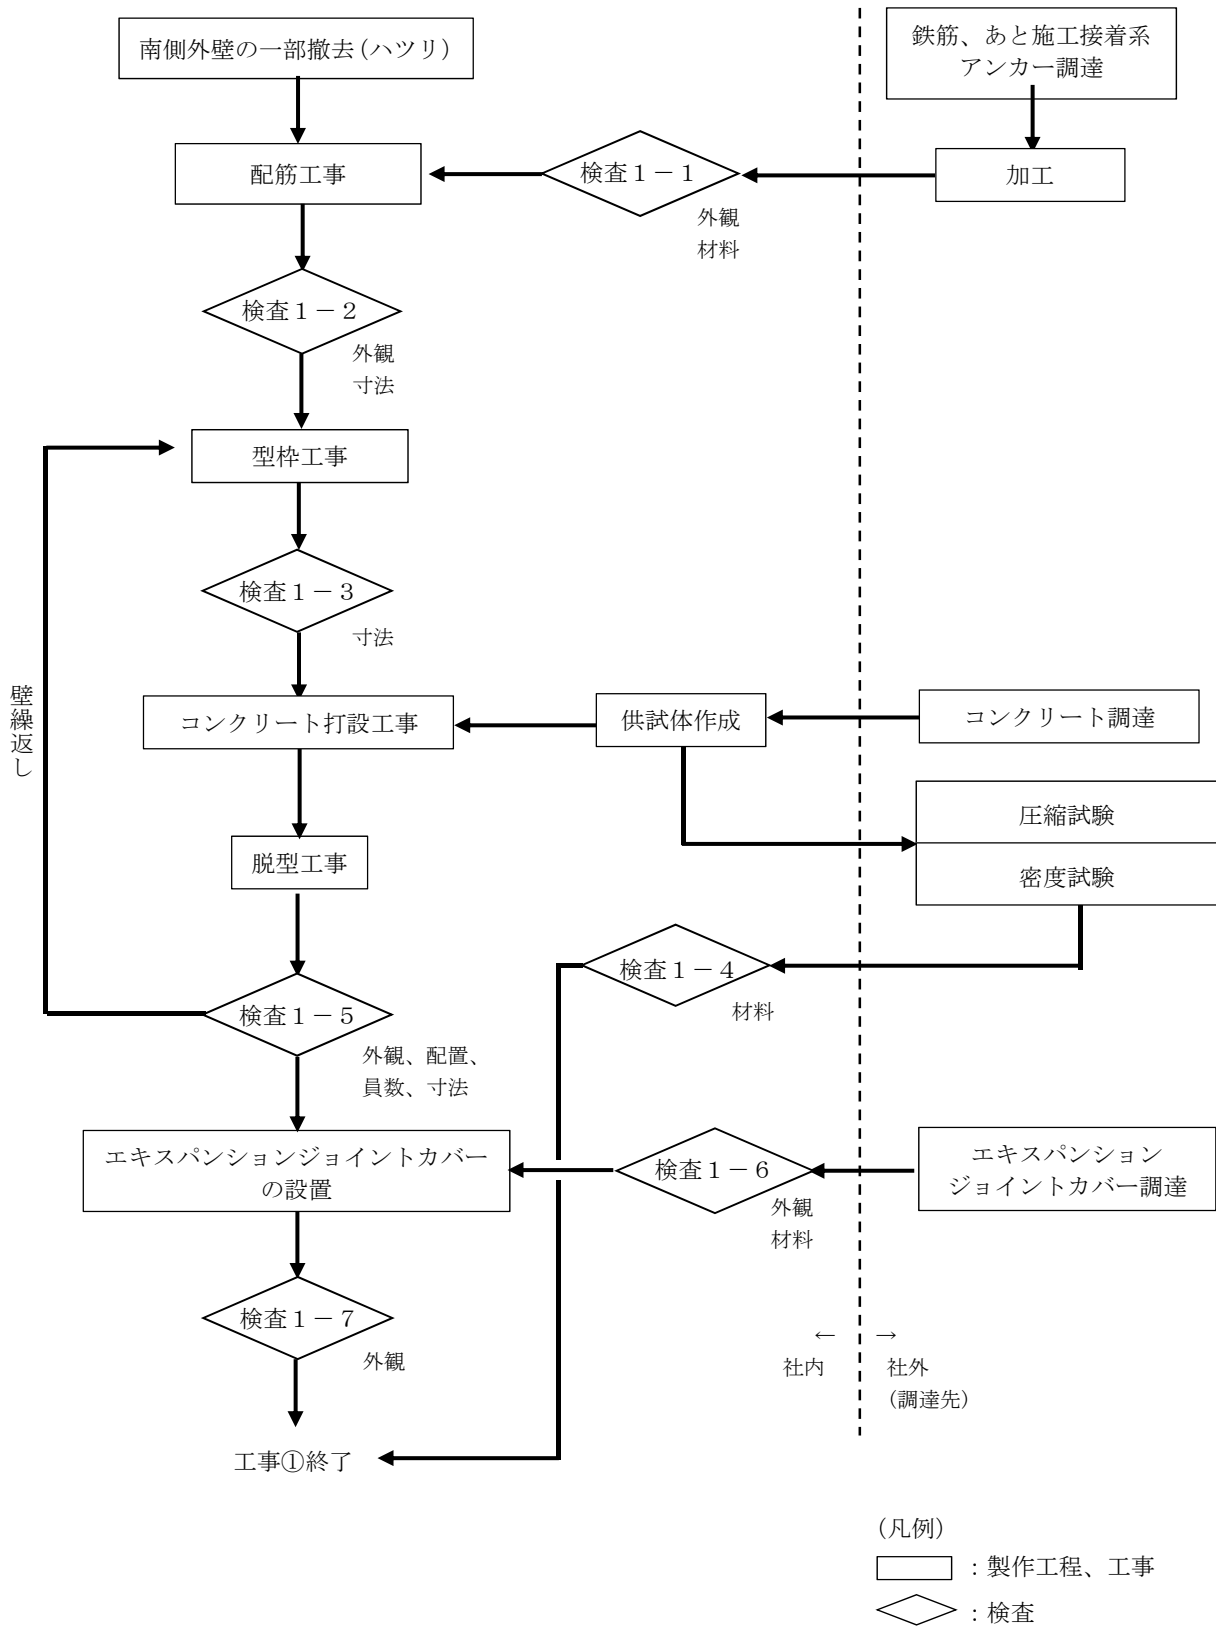 南側外壁の一部撤去(ハツリ)
鉄筋、あと施工接着系
アンカー調達
配筋工事
検査1-1
加工
外観
材料
検査1-2
外観
寸法
型枠工事
検査1-3
寸法
壁繰返し
コンクリート打設工事
供試体作成
コンクリート調達
圧縮試験
脱型工事
密度試験
検査1-4
材料
検査1-5
外観、配置、
員数、寸法
エキスパンションジョイントカバー
の設置
検査1-6
外観
材料
エキスパンション
ジョイントカバー調達
検査1-7
外観
← →
社内 社外
(調達先)
工事①終了
(凡例)
:製作工程、工事
:検査